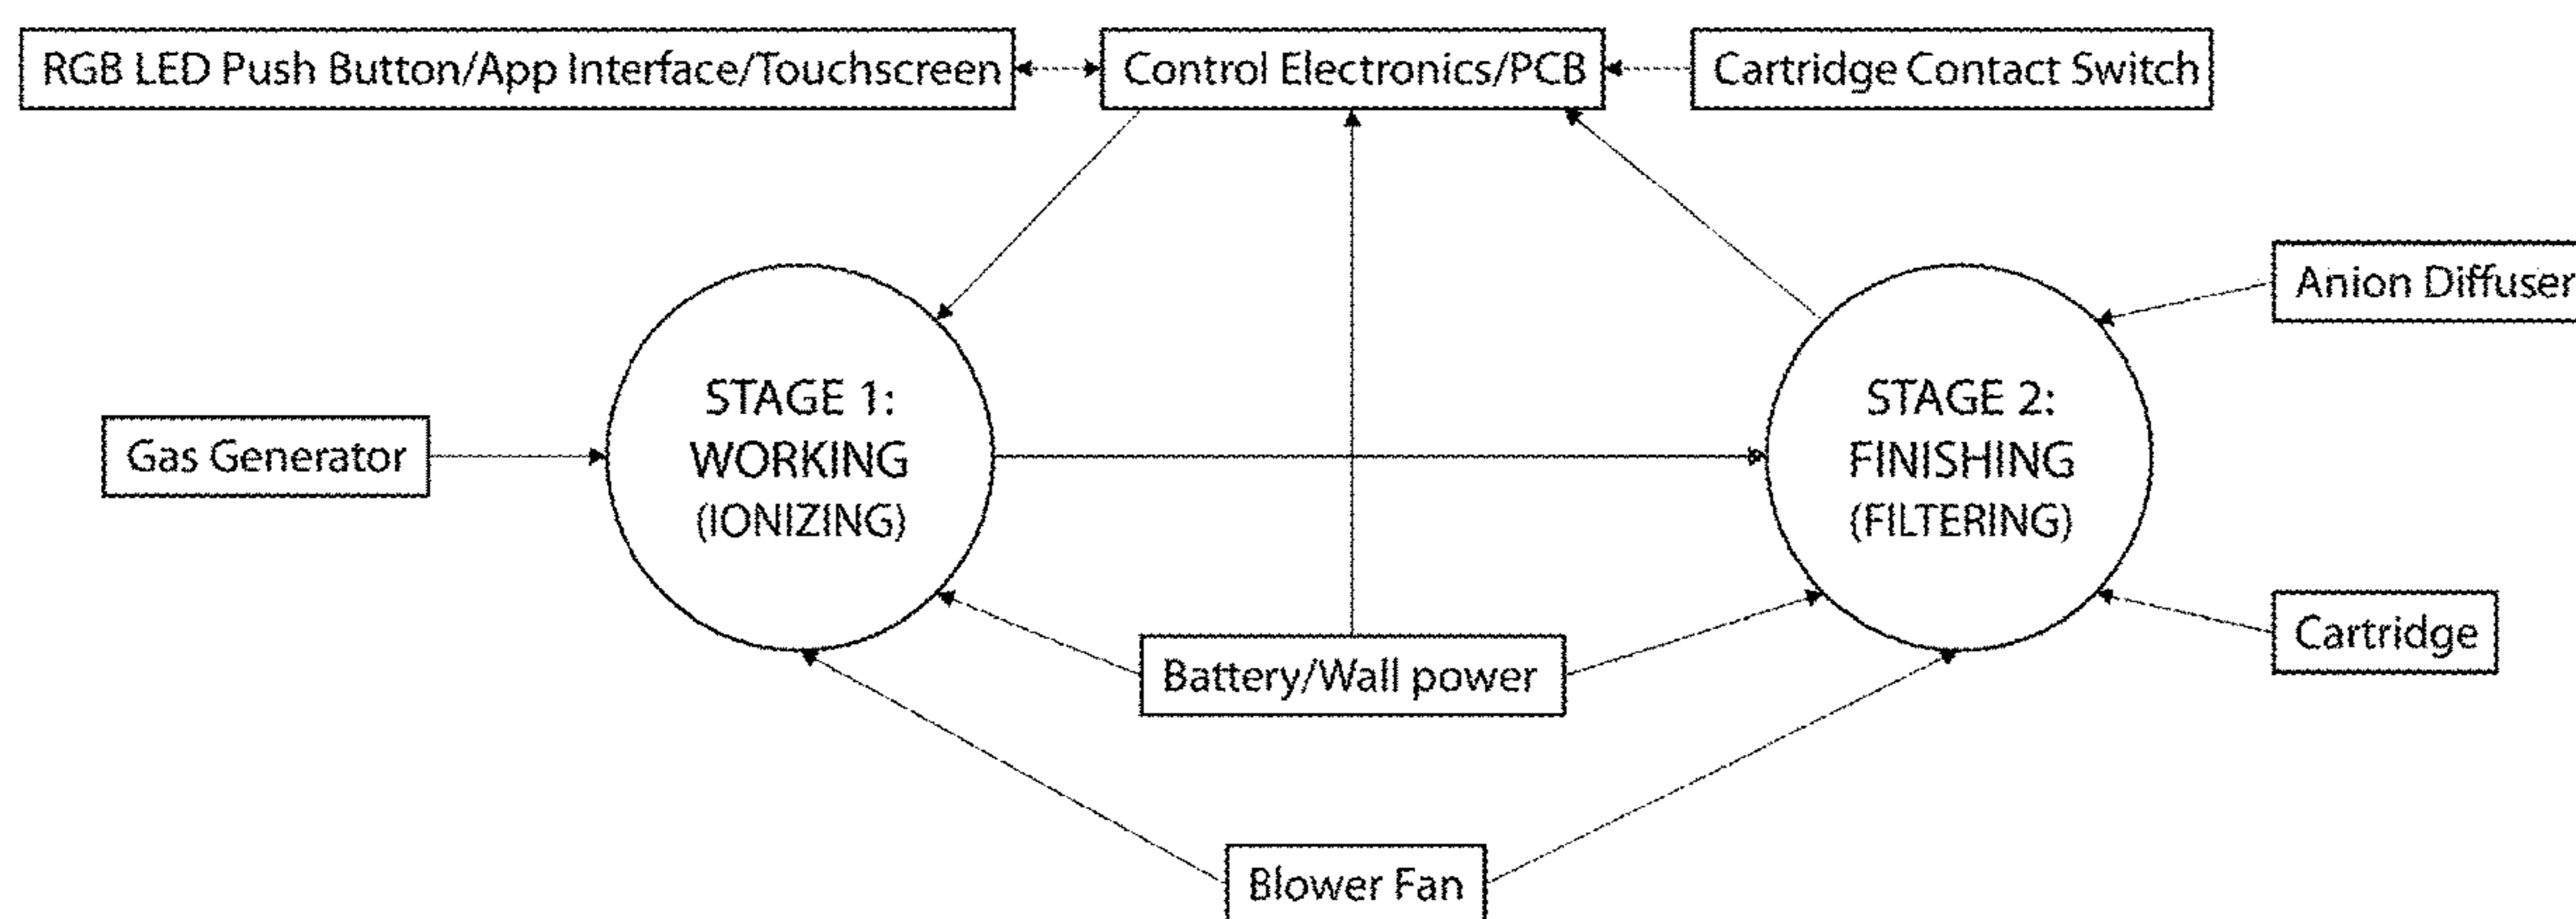 RGB LED Push Button/App Interface/Touchscreen
Control Electronics/PCB
Cartridge Contact Switch
Anion Diffuser
Gas Generator
STAGE 1:
WORKING
(IONIZING)
STAGE 2:
FINISHING
(FILTERING)
Cartridge
Battery/Wall power
Blower Fan